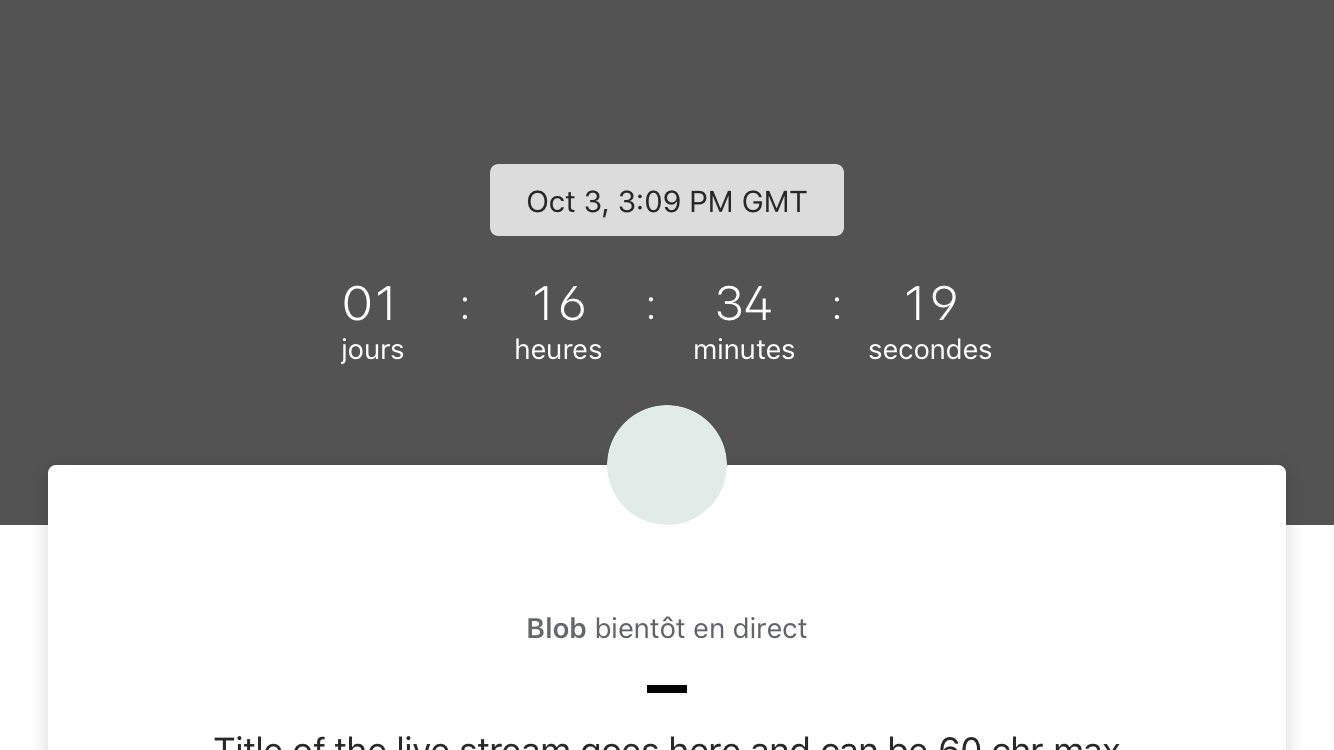 Oct 3, 3:09 PM GMT
01 : 16 : 34 : 19
jours heures minutes secondes
Blob bientôt en direct
Title of the live stream goes here and can be 60 chr max